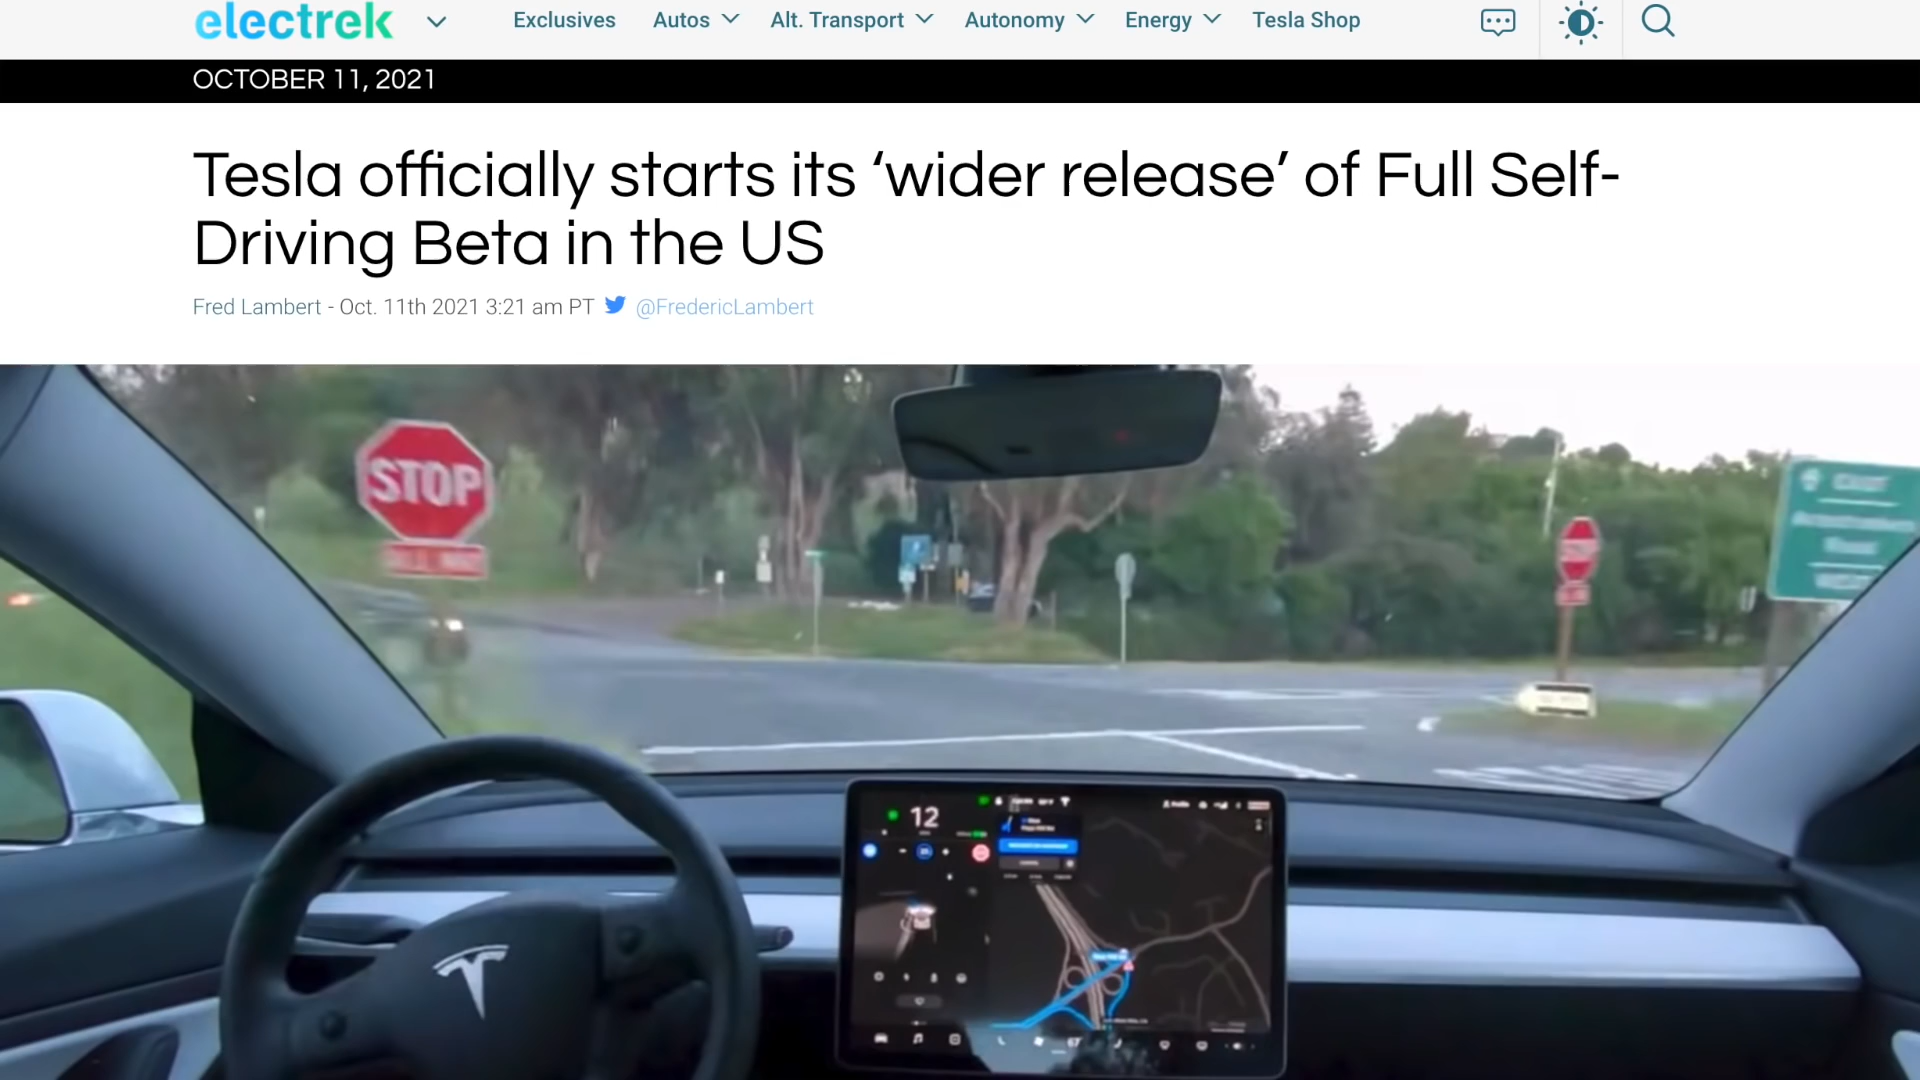 electrek
Exclusives Autos Alt. Transport Autonomy Energy Tesla Shop
OCTOBER 11, 2021
Tesla officially starts its ‘wider release’ of Full Self-
Driving Beta in the US
Fred Lambert - Oct. 11th 2021 3:21 am PT @FredericLambert
STOP
STOP
12